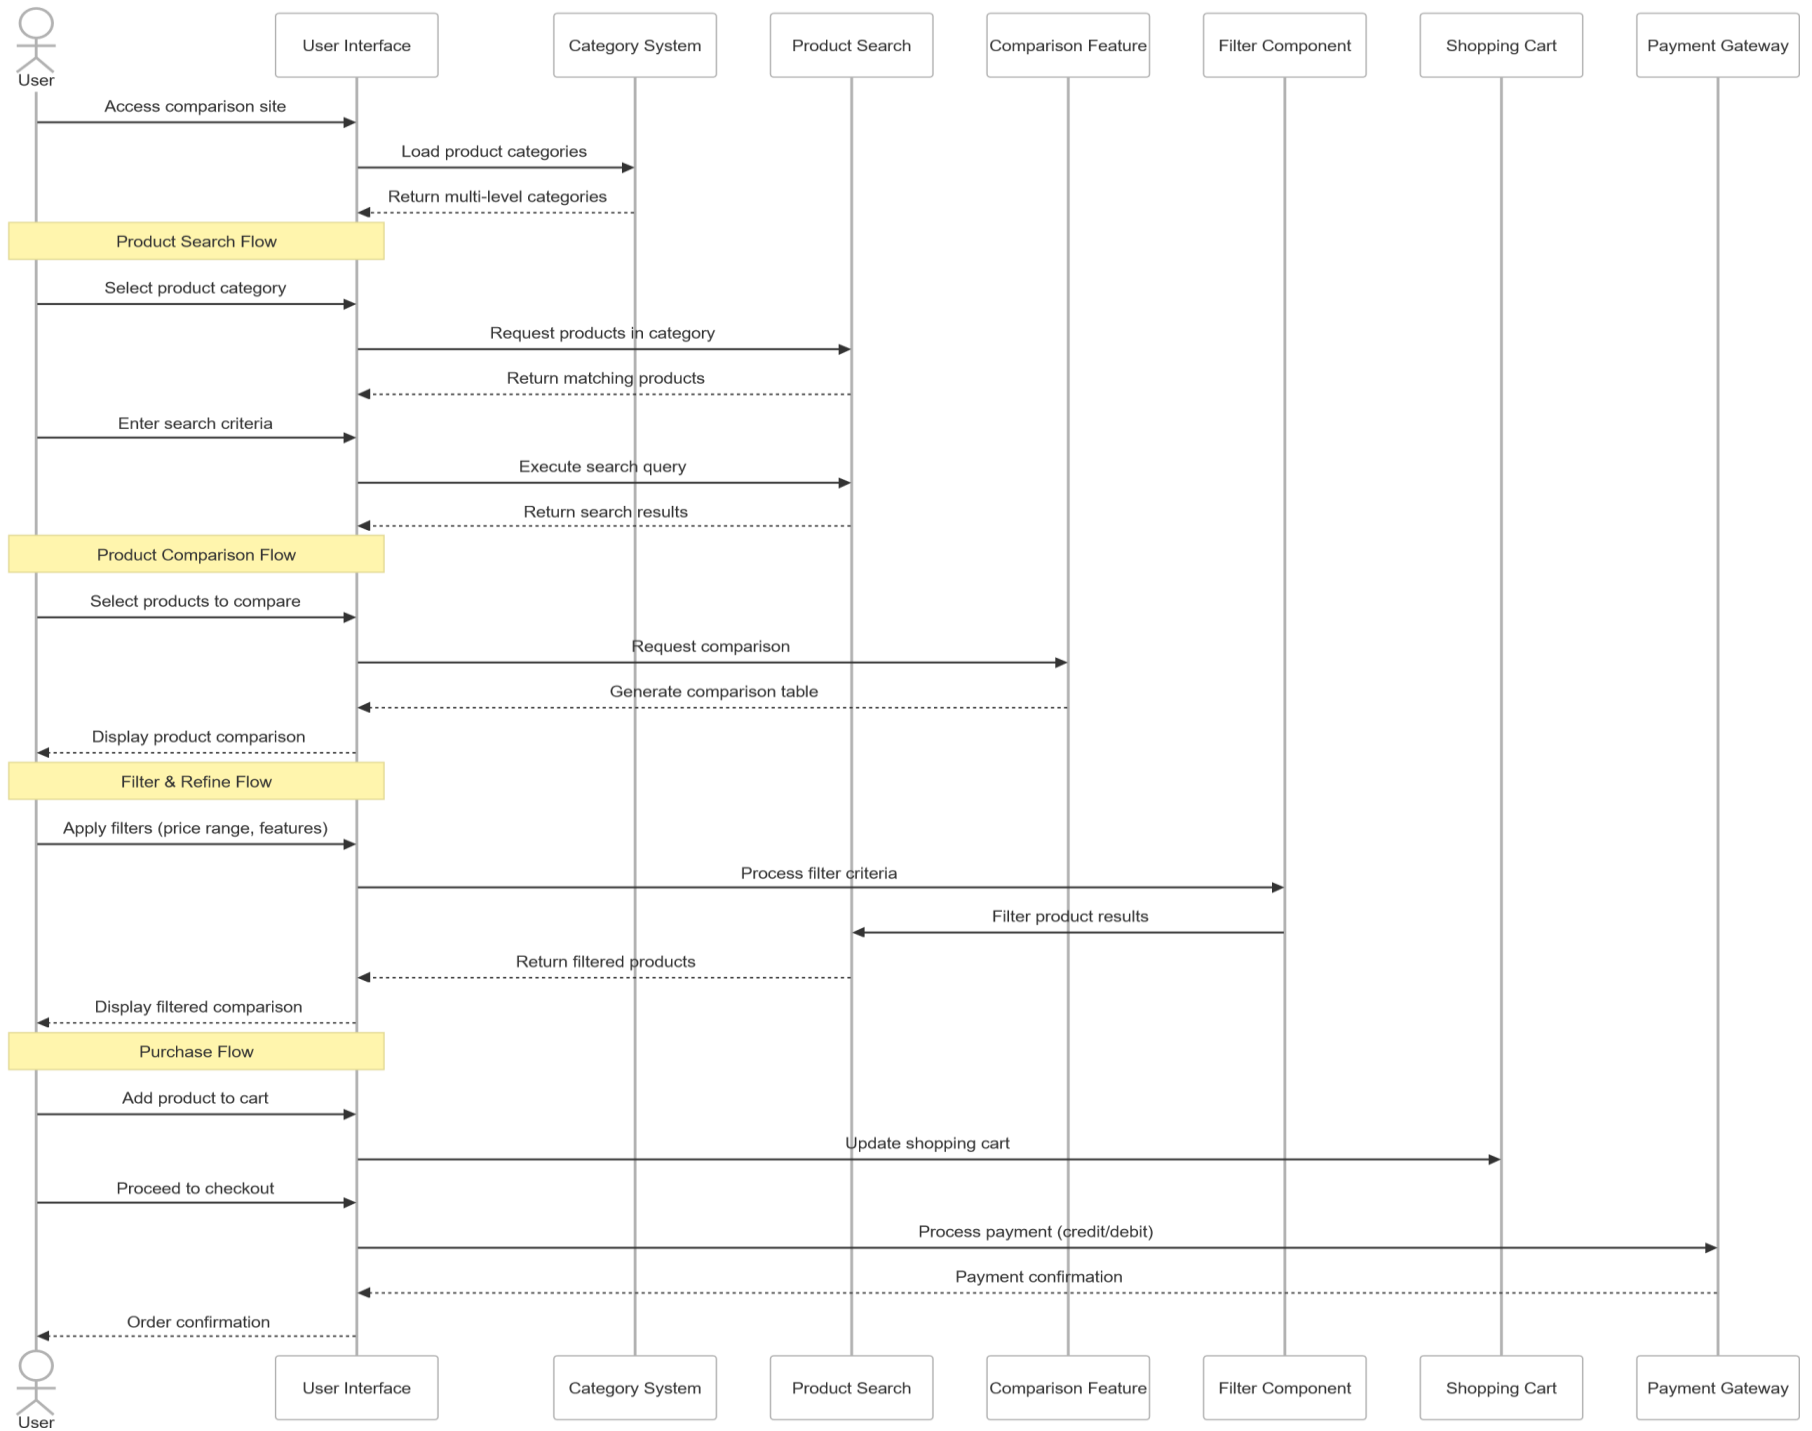 User
User Interface
Category System
Product Search
Comparison Feature
Filter Component
Shopping Cart
Payment Gateway
Access comparison site
Load product categories
Return multi-level categories
Product Search Flow
Select product category
Request products in category
Return matching products
Enter search criteria
Execute search query
Return search results
Product Comparison Flow
Select products to compare
Request comparison
Generate comparison table
Display product comparison
Filter & Refine Flow
Apply filters (price range, features)
Process filter criteria
Filter product results
Return filtered products
Display filtered comparison
Purchase Flow
Add product to cart
Update shopping cart
Proceed to checkout
Process payment (credit/debit)
Payment confirmation
Order confirmation
User
User Interface
Category System
Product Search
Comparison Feature
Filter Component
Shopping Cart
Payment Gateway